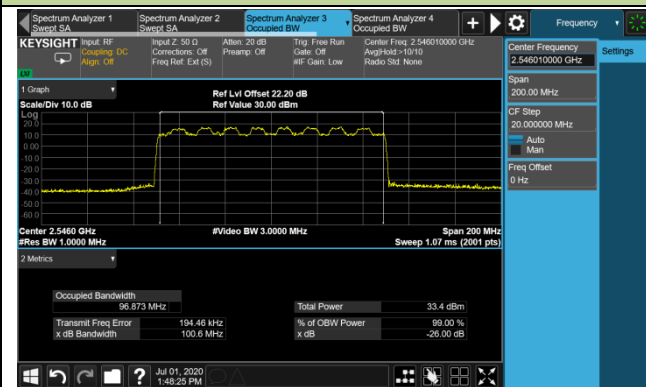 Spectrum Analyzer 1
Swept SA
Spectrum Analyzer 2
Swept SA
Spectrum Analyzer 3
Occupied BW
Spectrum Analyzer 4
Occupied BW
Frequency
KEYSIGHT
Input: RF
Coupling: DC
Align: Off
Input Z: 50 Ω
Corrections: Off
Freq Ref: Ext (S)
Atten: 20 dB
Preamp: Off
Trig: Free Run
Gate: Off
#IF Gain: Low
Center Freq: 2.546010000 GHz
Avg|Hold:>10/10
Radio Std: None
Center Frequency
2.546010000 GHz
Settings
Span
200.00 MHz
CF Step
20.000000 MHz
Auto
Man
Freq Offset
0 Hz
1 Graph
Scale/Div 10.0 dB
Ref Lvl Offset 22.20 dB
Ref Value 30.00 dBm
Log
20.0
10.0
0.00
-10.0
-20.0
-30.0
-40.0
-50.0
-60.0
Center 2.5460 GHz
#Res BW 1.0000 MHz
#Video BW 3.0000 MHz
Span 200 MHz
Sweep 1.07 ms (2001 pts)
2 Metrics
Occupied Bandwidth
96.873 MHz
Total Power 33.4 dBm
Transmit Freq Error 194.46 kHz
% of OBW Power 99.00 %
x dB Bandwidth 100.6 MHz
x dB -26.00 dB
Jul 01, 2020
1:48:25 PM